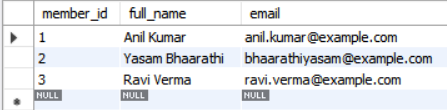 member_id full_name email
1 Anil Kumar anil.kumar@example.com
2 Yasam Bhaarathi bhaarathiyasam@example.com
3 Ravi Verma ravi.verma@example.com
NULL NULL NULL